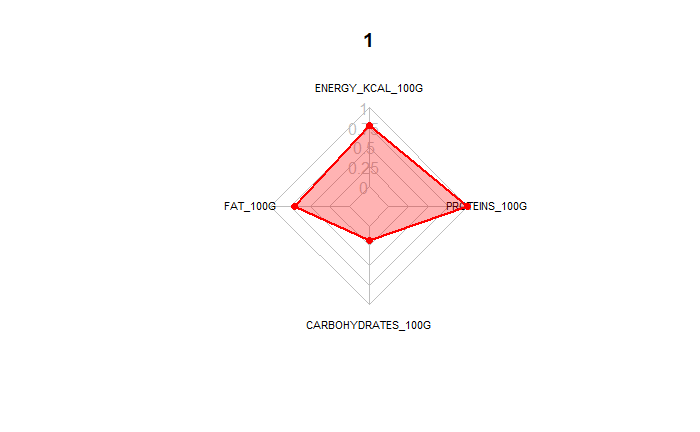 1
ENERGY_KCAL_100G
1
0.75
0.5
0.25
0
FAT_100G
PROTEINS_100G
CARBOHYDRATES_100G